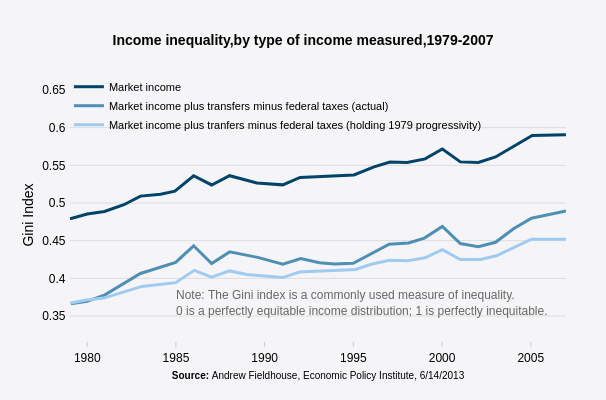 Income inequality,by type of income measured,1979-2007
0.65
Market income
Market income plus transfers minus federal taxes (actual)
0.6
Market income plus tranfers minus federal taxes (holding 1979 progressivity)
0.55
0.5
0.45
0.4
0.35
Gini Index
Note: The Gini index is a commonly used measure of inequality.
0 is a perfectly equitable income distribution; 1 is perfectly inequitable.
1980 1985 1990 1995 2000 2005
Source: Andrew Fieldhouse, Economic Policy Institute, 6/14/2013